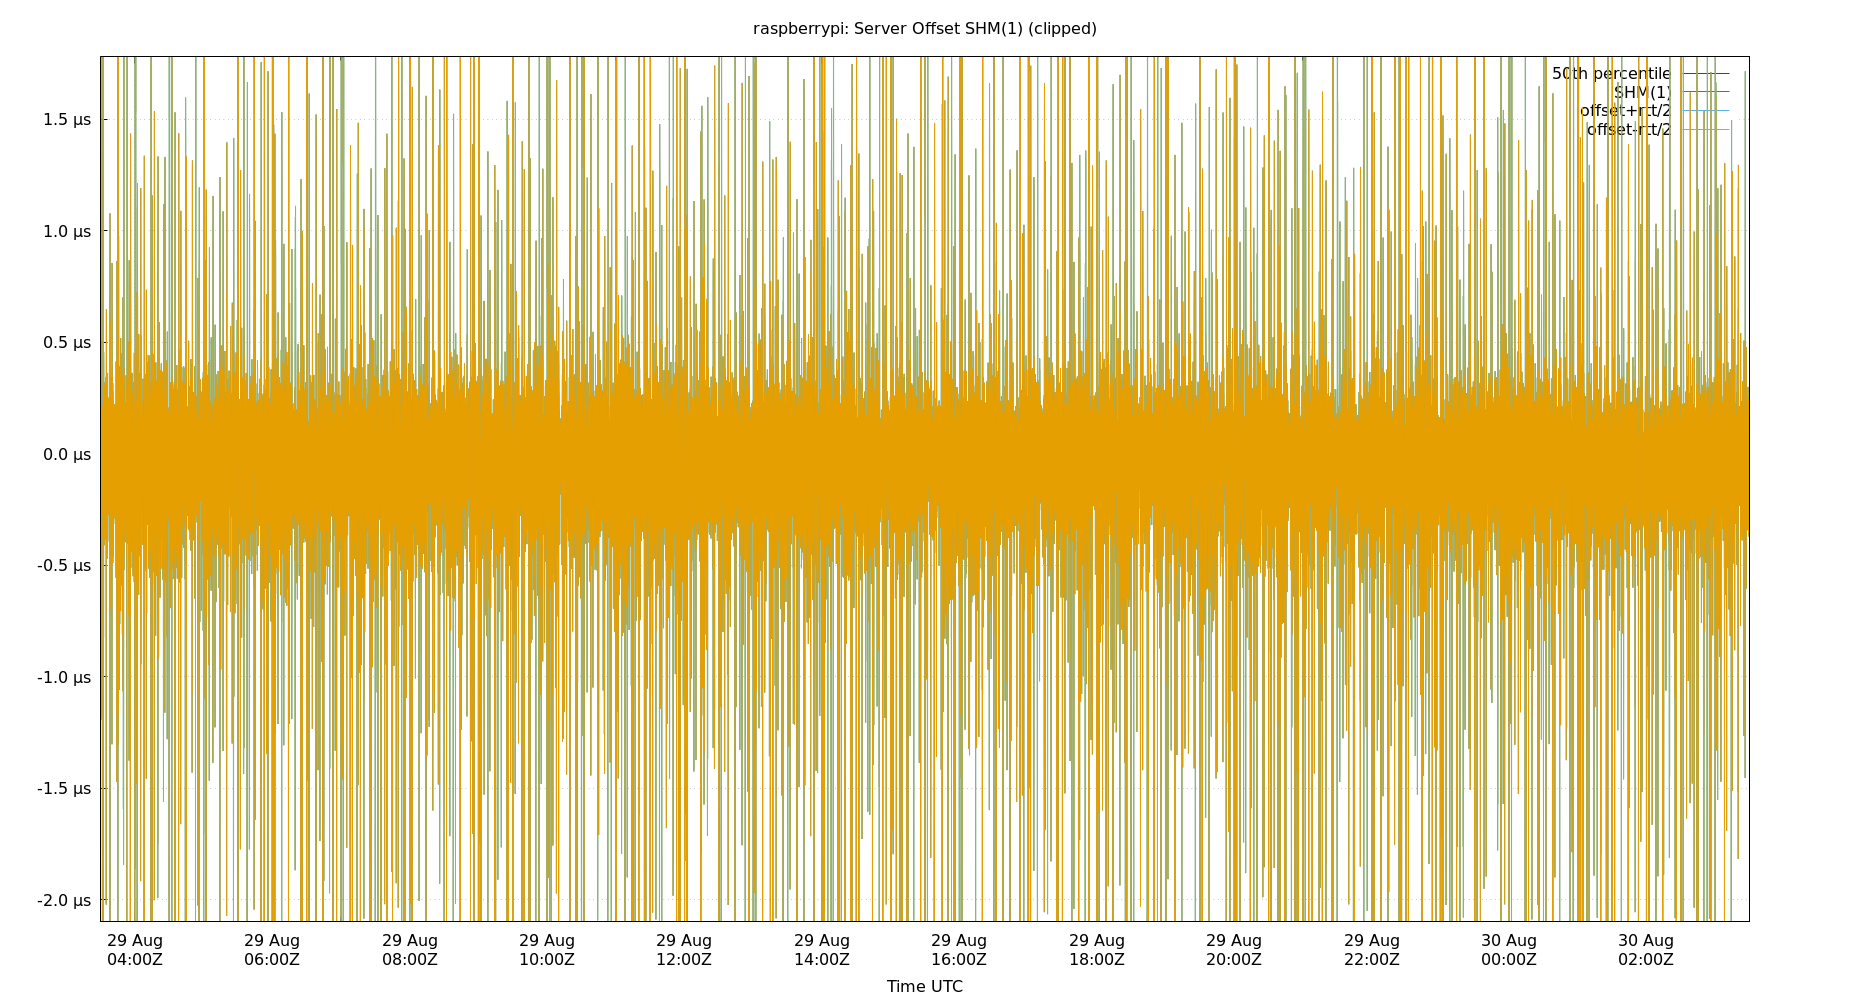 raspberrypi: Server Offset SHM(1) (clipped)
50th percentile
SHM(1)
offset+rtt/2
offset-rtt/2
1.5 µs
1.0 µs
0.5 µs
0.0 µs
-0.5 µs
-1.0 µs
-1.5 µs
-2.0 µs
29 Aug 29 Aug 29 Aug 29 Aug 29 Aug 29 Aug 29 Aug 29 Aug 29 Aug 29 Aug 30 Aug 30 Aug
04:00Z 06:00Z 08:00Z 10:00Z 12:00Z 14:00Z 16:00Z 18:00Z 20:00Z 22:00Z 00:00Z 02:00Z
Time UTC